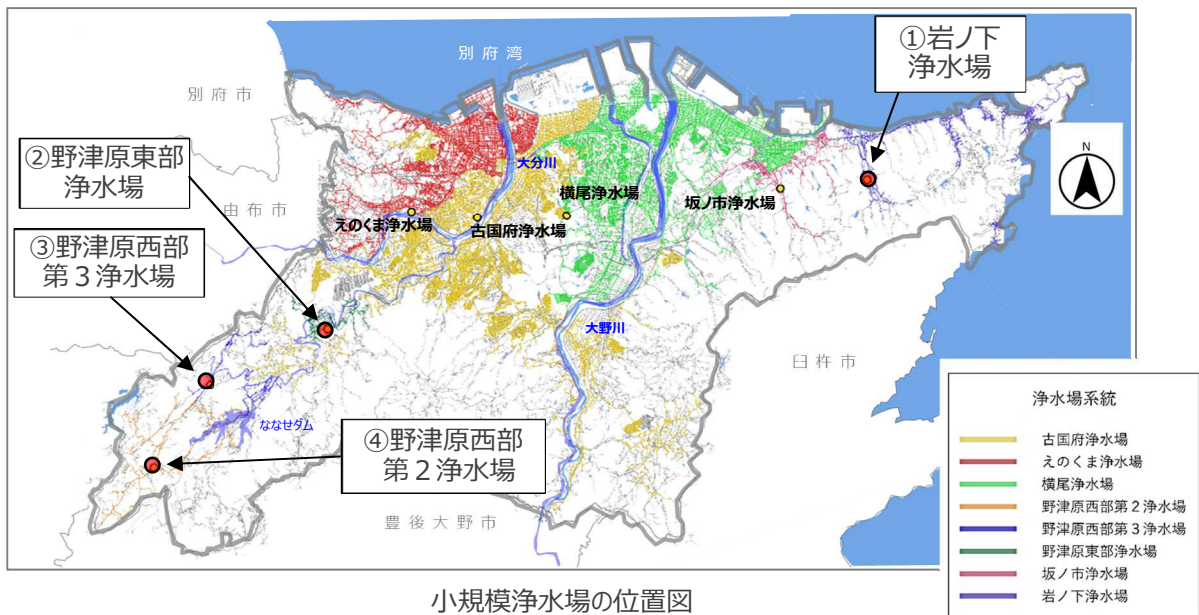 別府湾
①岩ノ下
浄水場
別府市
N
②野津原東部
浄水場
大分川
横尾浄水場
坂ノ市浄水場
由布市
えのくま浄水場
古国府浄水場
③野津原西部
第３浄水場
大野川
臼杵市
ななせダム
④野津原西部
第２浄水場
豊後大野市
浄水場系統
古国府浄水場
えのくま浄水場
横尾浄水場
野津原西部第２浄水場
野津原西部第３浄水場
野津原東部浄水場
坂ノ市浄水場
岩ノ下浄水場
小規模浄水場の位置図